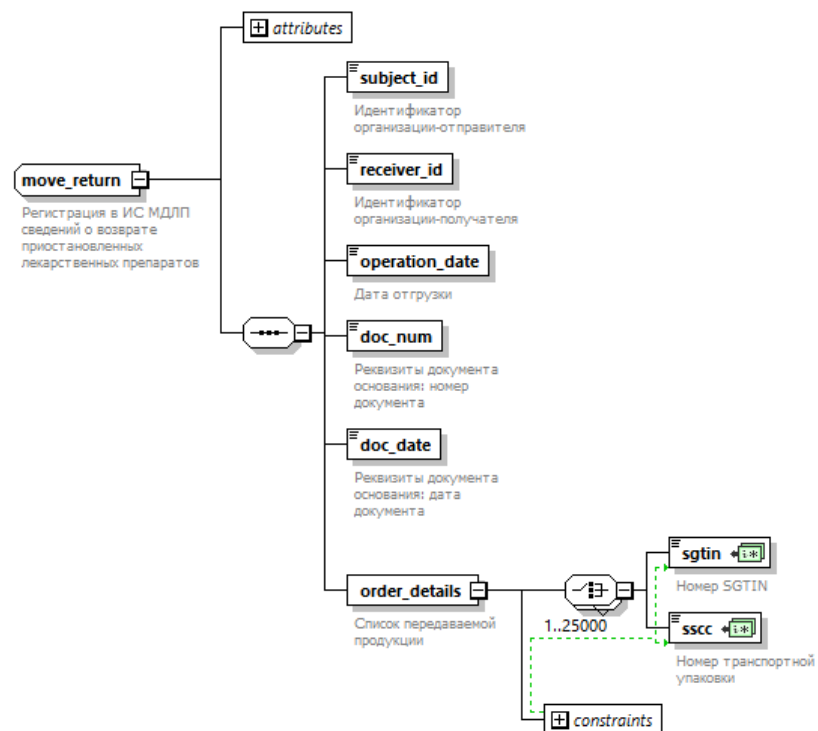 attributes
subject_id
Идентификатор
организации-отправителя
move_return
Регистрация в ИС МДЛП
сведений о возврате
приостановленных
лекарственных препаратов
receiver_id
Идентификатор
организации-получателя
operation_date
Дата отгрузки
doc_num
Реквизиты документа
основания: номер
документа
doc_date
Реквизиты документа
основания: дата
документа
order_details
Список передаваемой
продукции
1..25000
sgtin
Номер SGTIN
sscc
Номер транспортной
упаковки
constraints